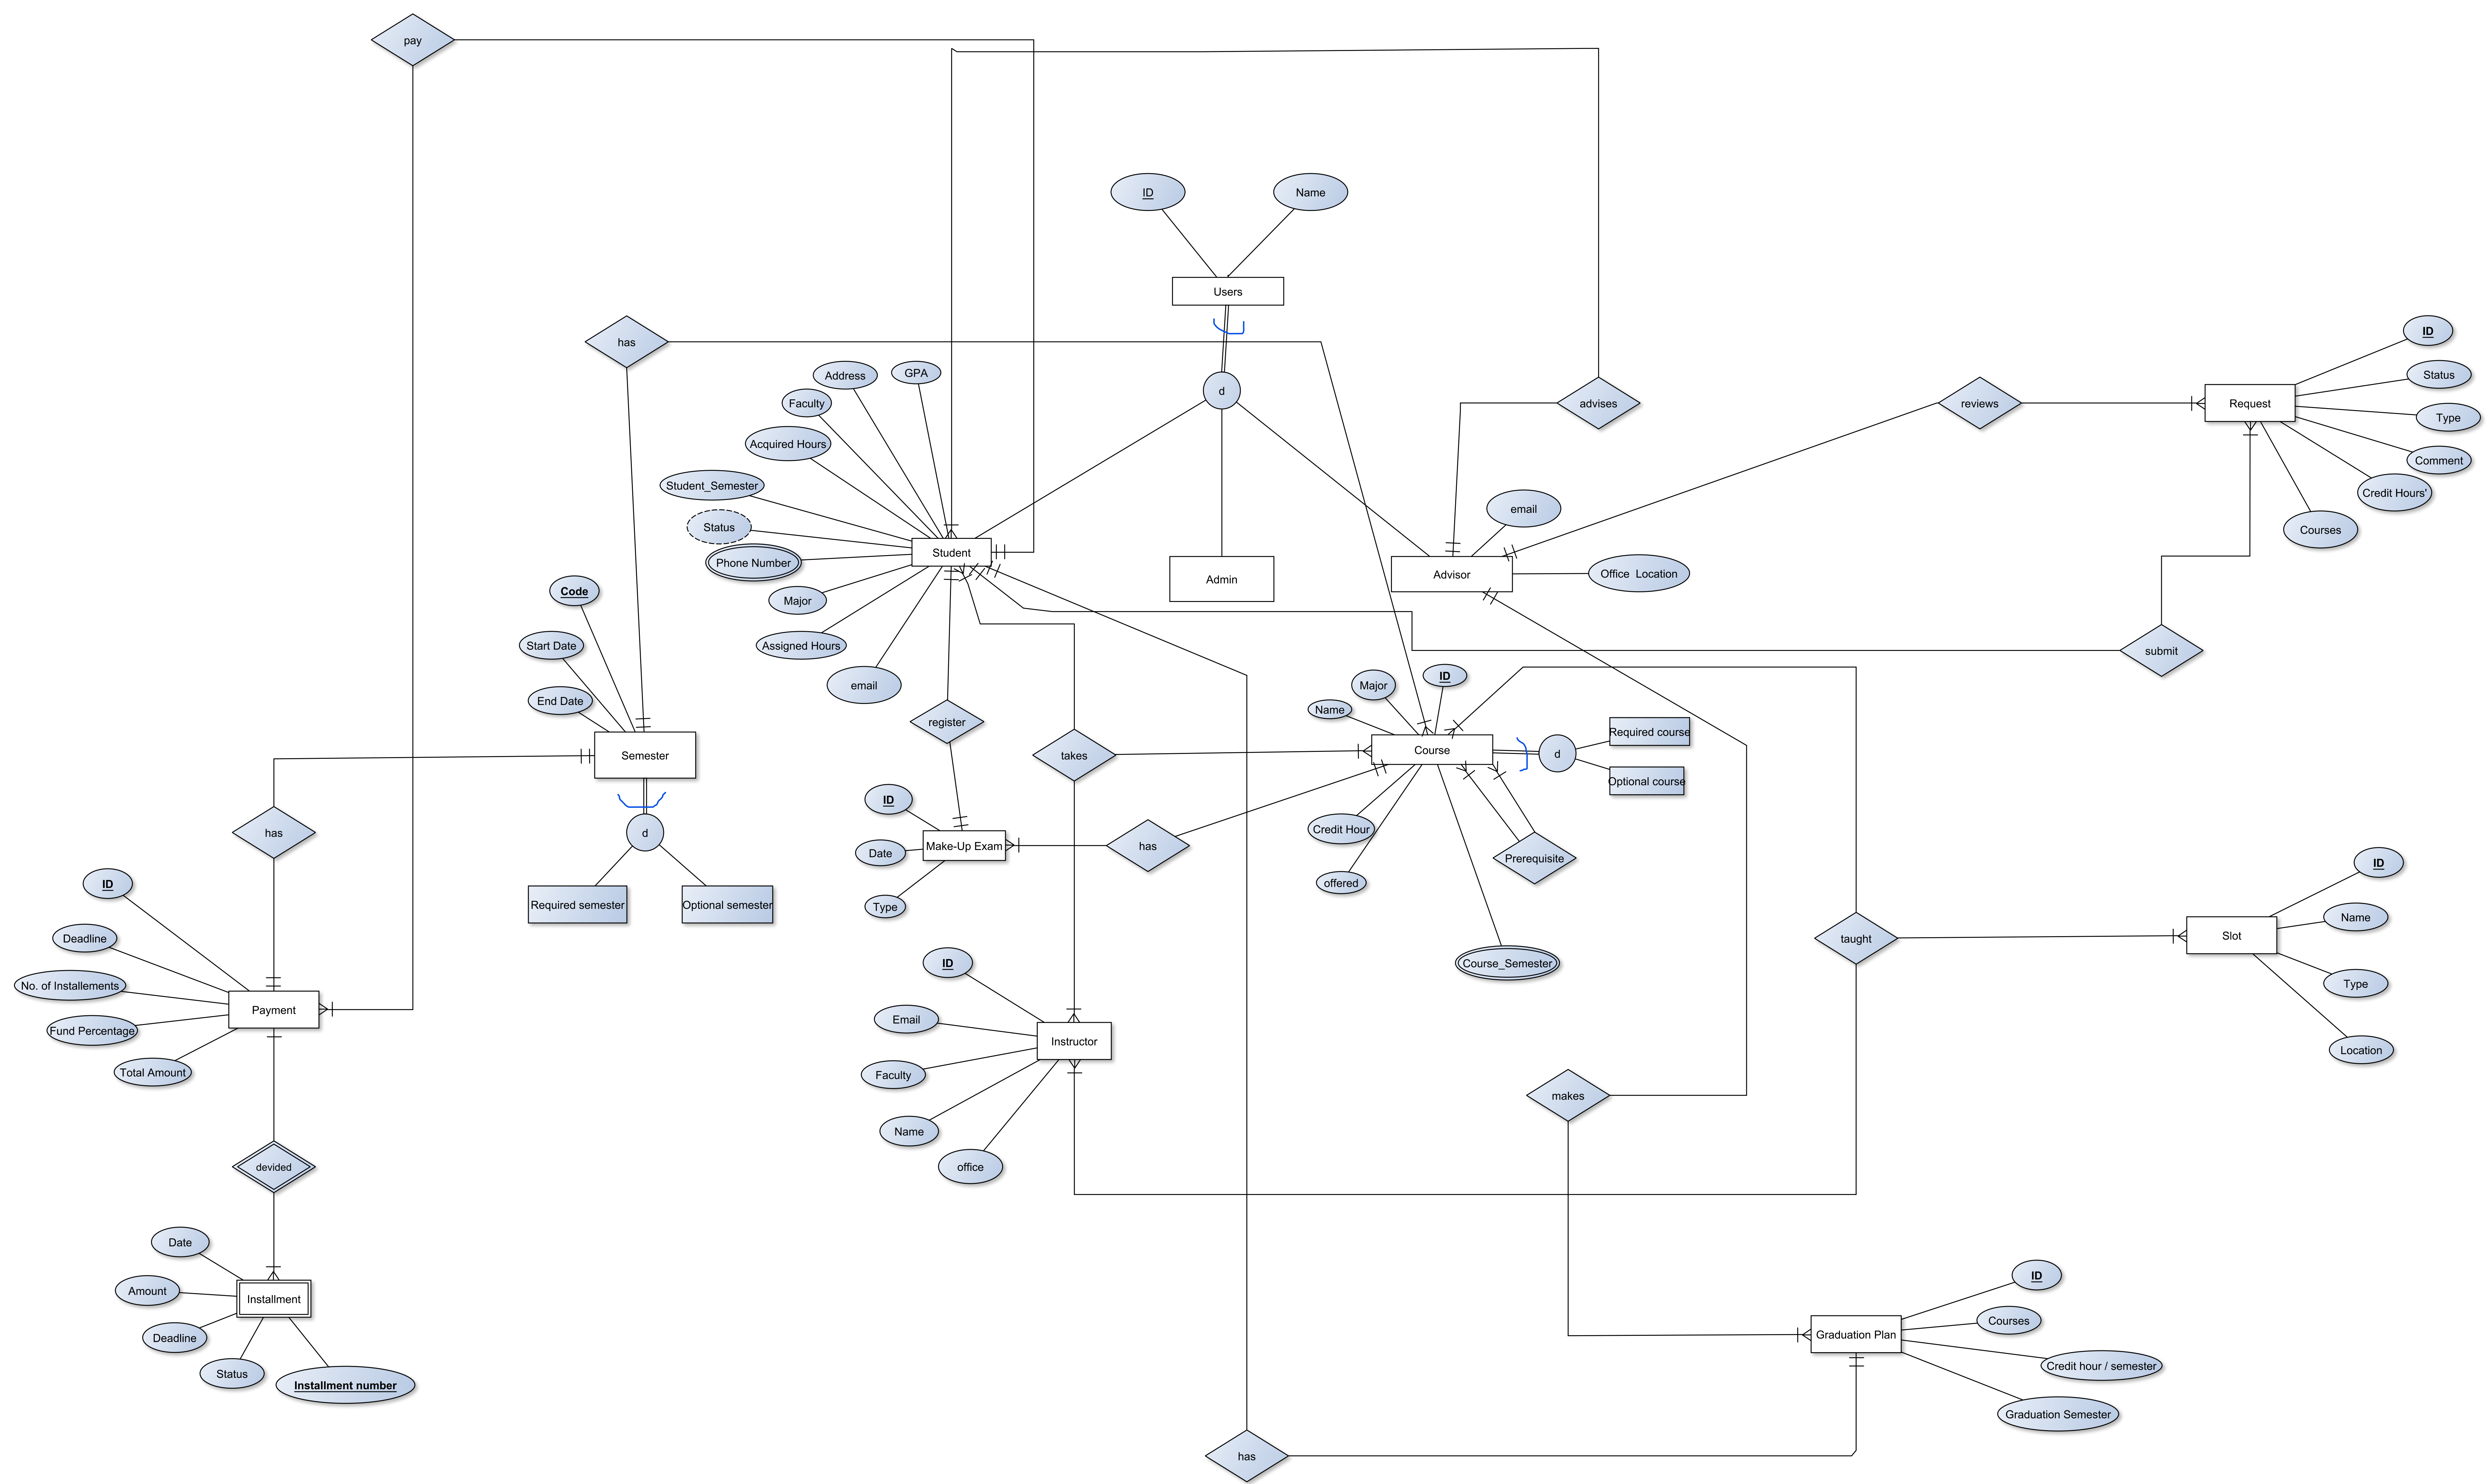 pay
ID
Name
Users
has
d
Address
GPA
Faculty
Acquired Hours
Student_Semester
Status
Phone Number
Major
Assigned Hours
email
Student
Admin
advises
email
Advisor
Office  Location
reviews
Request
ID
Status
Type
Comment
Credit Hours'
Courses
submit
Code
Start Date
End Date
Semester
d
Required semester
Optional semester
register
takes
Name
Major
ID
Course
d
Required course
Optional course
Credit Hour
offered
Prerequisite
Course_Semester
ID
Date
Type
Make-Up Exam
has
has
ID
Deadline
No. of Installements
Fund Percentage
Total Amount
Payment
ID
Email
Faculty
Name
office
Instructor
taught
Slot
ID
Name
Type
Location
makes
devided
Date
Amount
Deadline
Status
Installment number
Installment
Graduation Plan
ID
Courses
Credit hour / semester
Graduation Semester
has